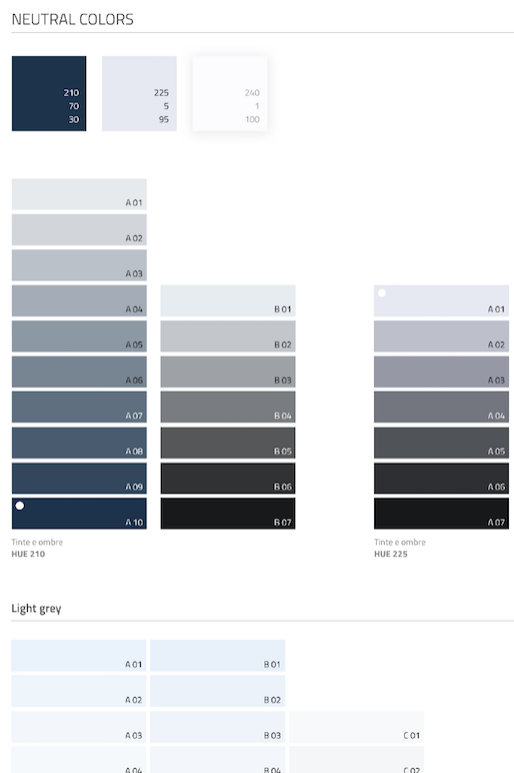 NEUTRAL COLORS
210
70
30
225
5
95
240
1
100
A 01
A 02
A 03
A 04
A 05
A 06
A 07
A 08
A 09
A 10
Tinte e ombre
HUE 210
B 01
B 02
B 03
B 04
B 05
B 06
B 07
A 01
A 02
A 03
A 04
A 05
A 06
A 07
Tinte e ombre
HUE 225
Light grey
A 01
A 02
A 03
A 04
B 01
B 02
B 03
B 04
C 01
C 02